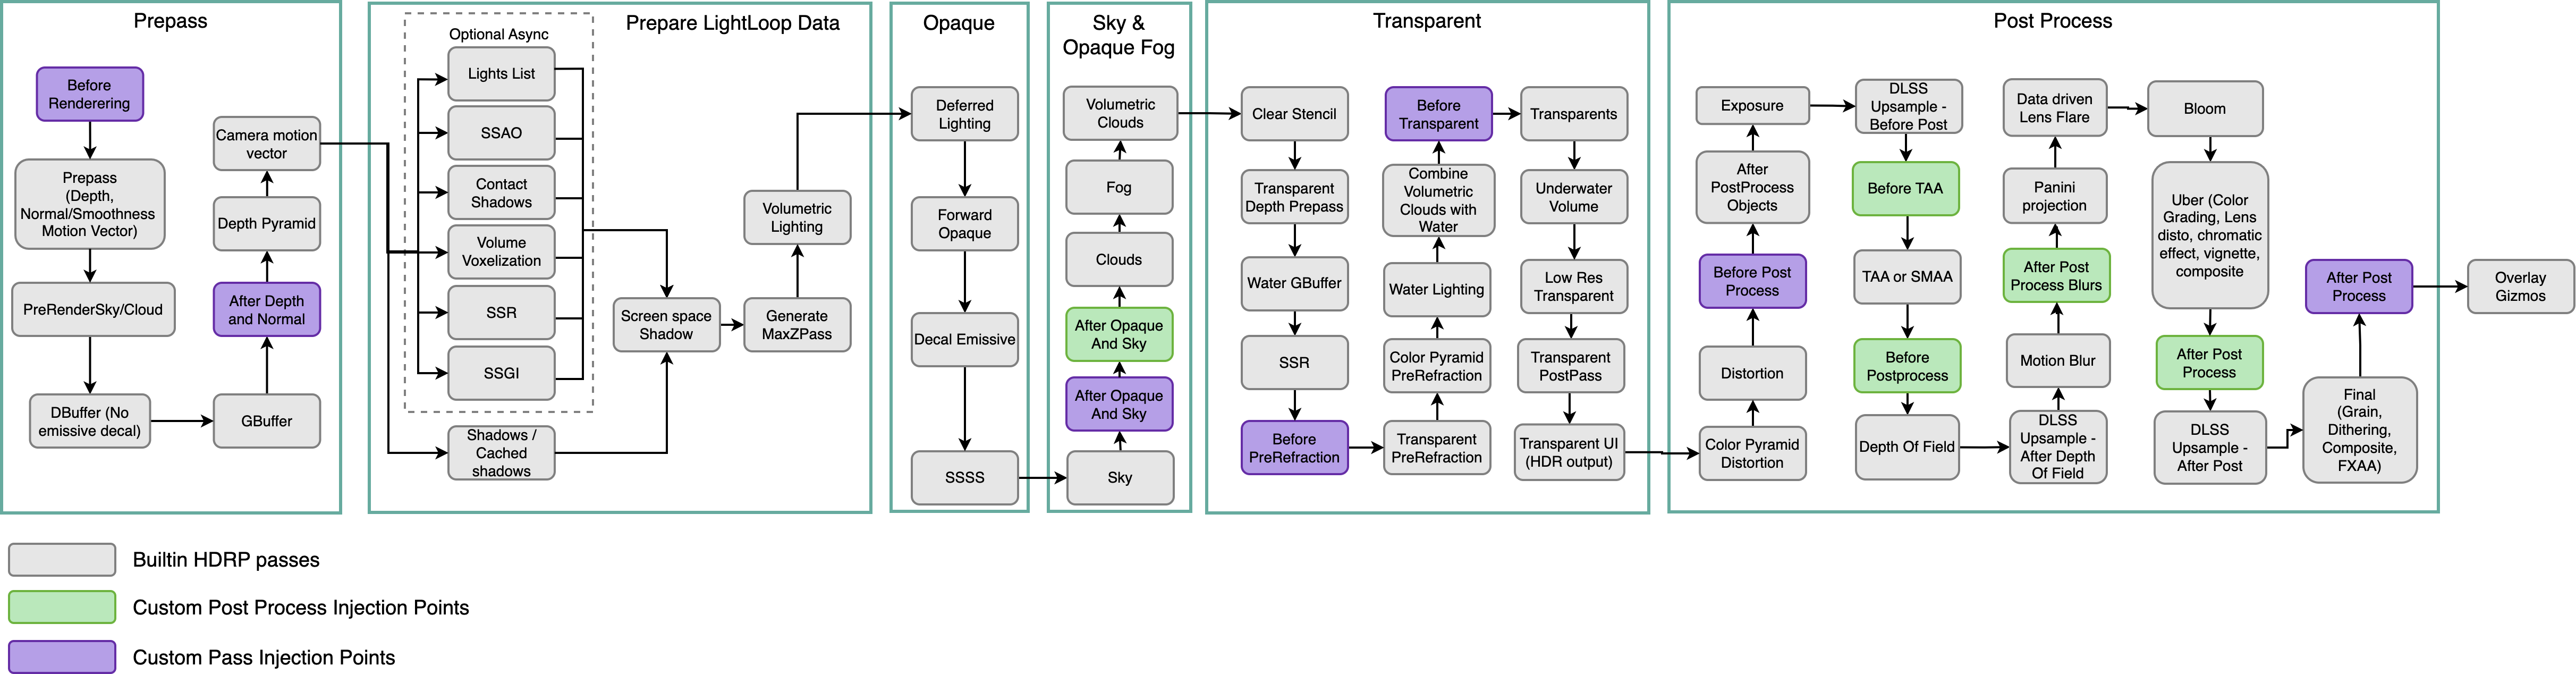 Prepass
Before
Renderering
Prepass
(Depth,
Normal/Smoothness
Motion Vector)
PreRenderSky/Cloud
DBuffer (No
emissive decal)
GBuffer
After Depth
and Normal
Depth Pyramid
Camera motion
vector
Prepare LightLoop Data
Optional Async
Lights List
SSAO
Contact
Shadows
Volume
Voxelization
SSR
SSGI
Shadows /
Cached
shadows
Screen space
Shadow
Generate
MaxZPass
Volumetric
Lighting
Opaque
Deferred
Lighting
Forward
Opaque
Decal Emissive
SSSS
Sky &
Opaque Fog
Sky
After Opaque
And Sky
After Opaque
And Sky
Clouds
Fog
Volumetric
Clouds
Transparent
Clear Stencil
Transparent
Depth Prepass
Water GBuffer
SSR
Before
PreRefraction
Transparent
PreRefraction
Color Pyramid
PreRefraction
Water Lighting
Combine
Volumetric
Clouds with
Water
Before
Transparent
Transparents
Underwater
Volume
Low Res
Transparent
Transparent
PostPass
Transparent UI
(HDR output)
Post Process
Color Pyramid
Distortion
Distortion
Before Post
Process
After
PostProcess
Objects
Exposure
DLSS
Upsample -
Before Post
Before TAA
TAA or SMAA
Before
Postprocess
Depth Of Field
DLSS
Upsample -
After Depth
Of Field
Motion Blur
After Post
Process Blurs
Panini
projection
Data driven
Lens Flare
Bloom
Uber (Color
Grading, Lens
disto, chromatic
effect, vignette,
composite
After Post
Process
DLSS
Upsample -
After Post
Final
(Grain,
Dithering,
Composite,
FXAA)
After Post
Process
Overlay
Gizmos
Builtin HDRP passes
Custom Post Process Injection Points
Custom Pass Injection Points